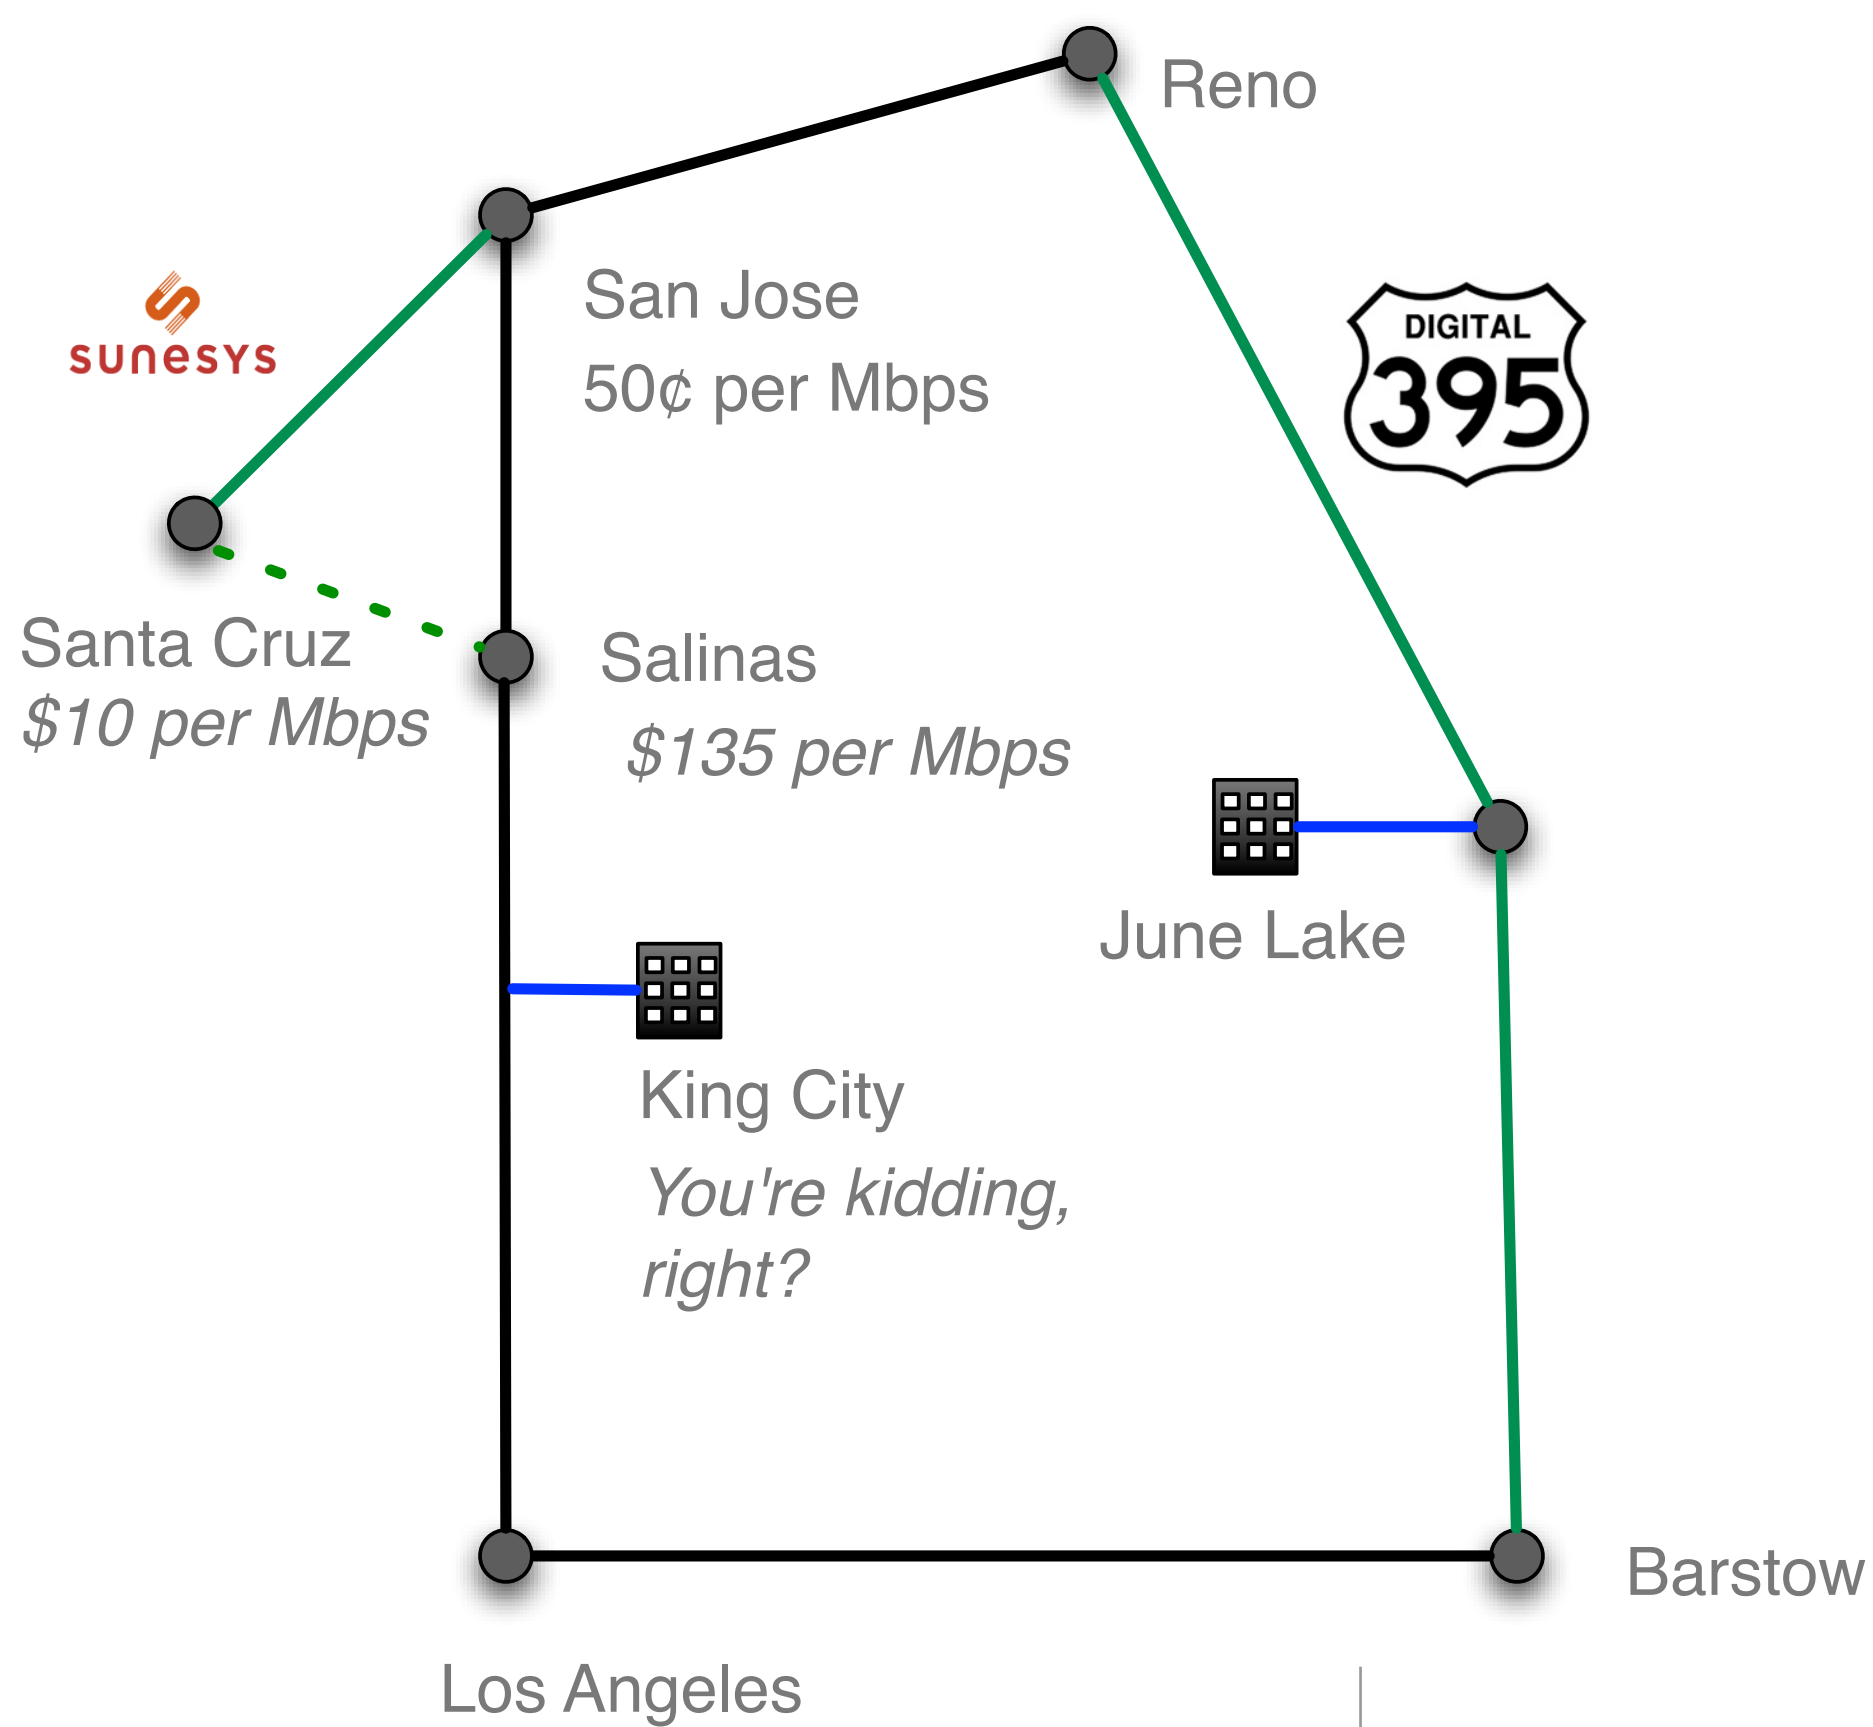 Reno
San Jose
50¢ per Mbps
sunesys
DIGITAL
395
Santa Cruz
$10 per Mbps
Salinas
$135 per Mbps
June Lake
King City
You're kidding,
right?
Barstow
Los Angeles